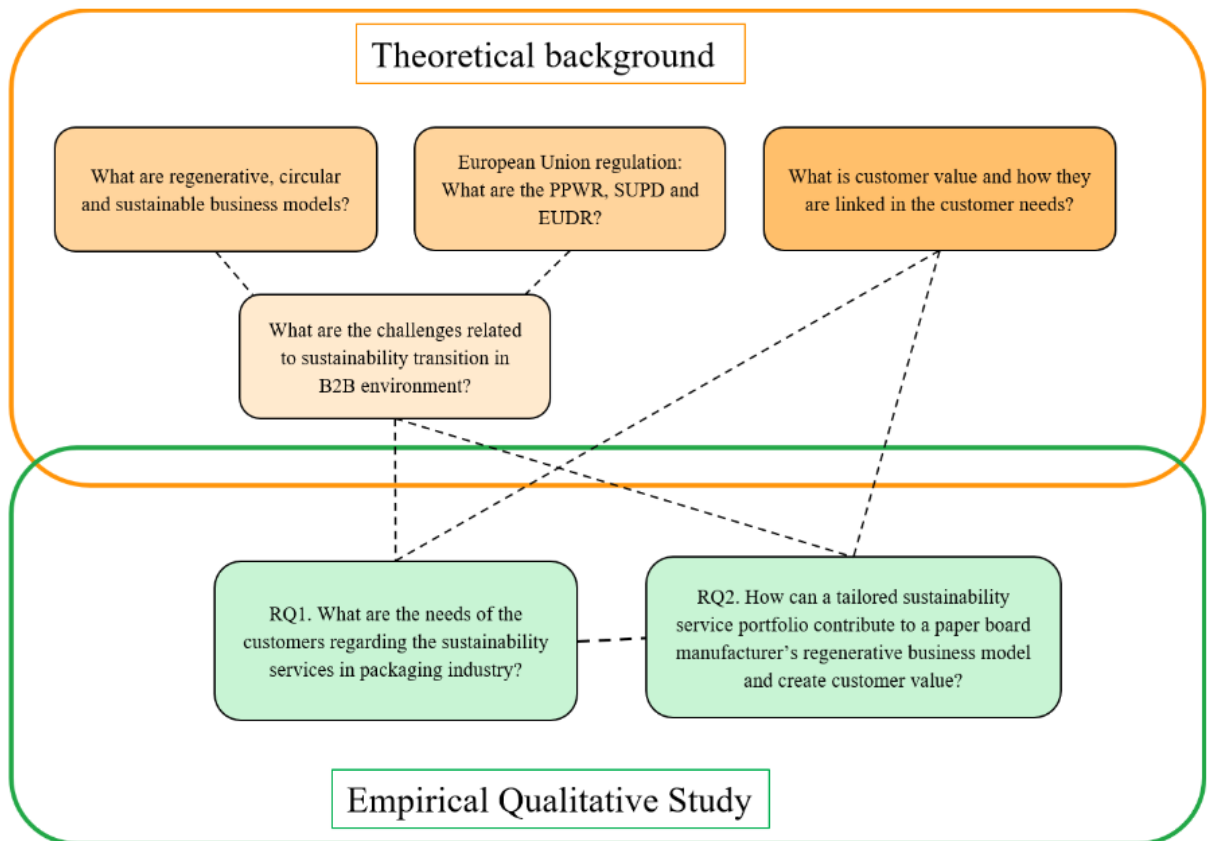 Theoretical background
What are regenerative, circular
and sustainable business models?
European Union regulation:
What are the PPWR, SUPD and
EUDR?
What is customer value and how they
are linked in the customer needs?
What are the challenges related
to sustainability transition in
B2B environment?
RQ1. What are the needs of the
customers regarding the sustainability
services in packaging industry?
RQ2. How can a tailored sustainability
service portfolio contribute to a paper board
manufacturer’s regenerative business model
and create customer value?
Empirical Qualitative Study